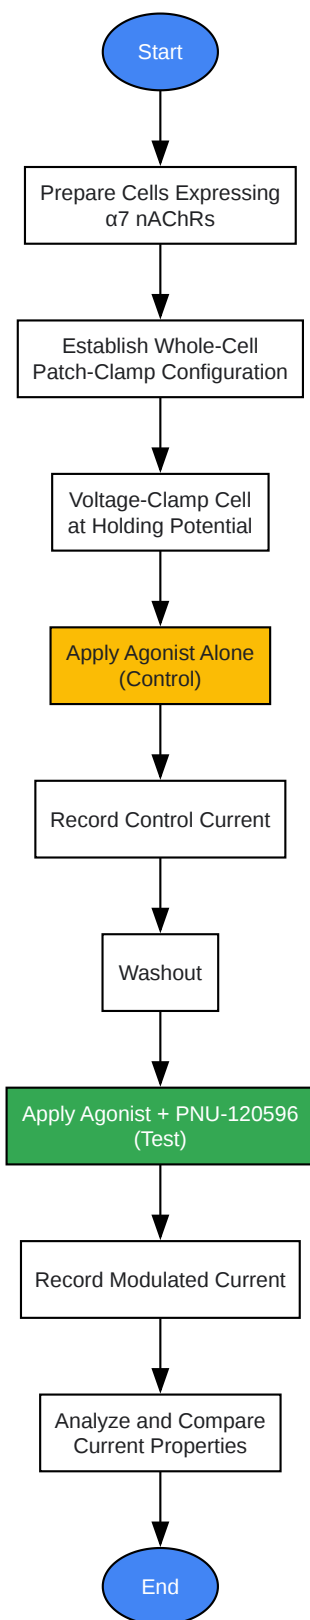 Start
Prepare Cells Expressing
α7 nAChRs
Establish Whole-Cell
Patch-Clamp Configuration
Voltage-Clamp Cell
at Holding Potential
Apply Agonist Alone
(Control)
Record Control Current
Washout
Apply Agonist + PNU-120596
(Test)
Record Modulated Current
Analyze and Compare
Current Properties
End